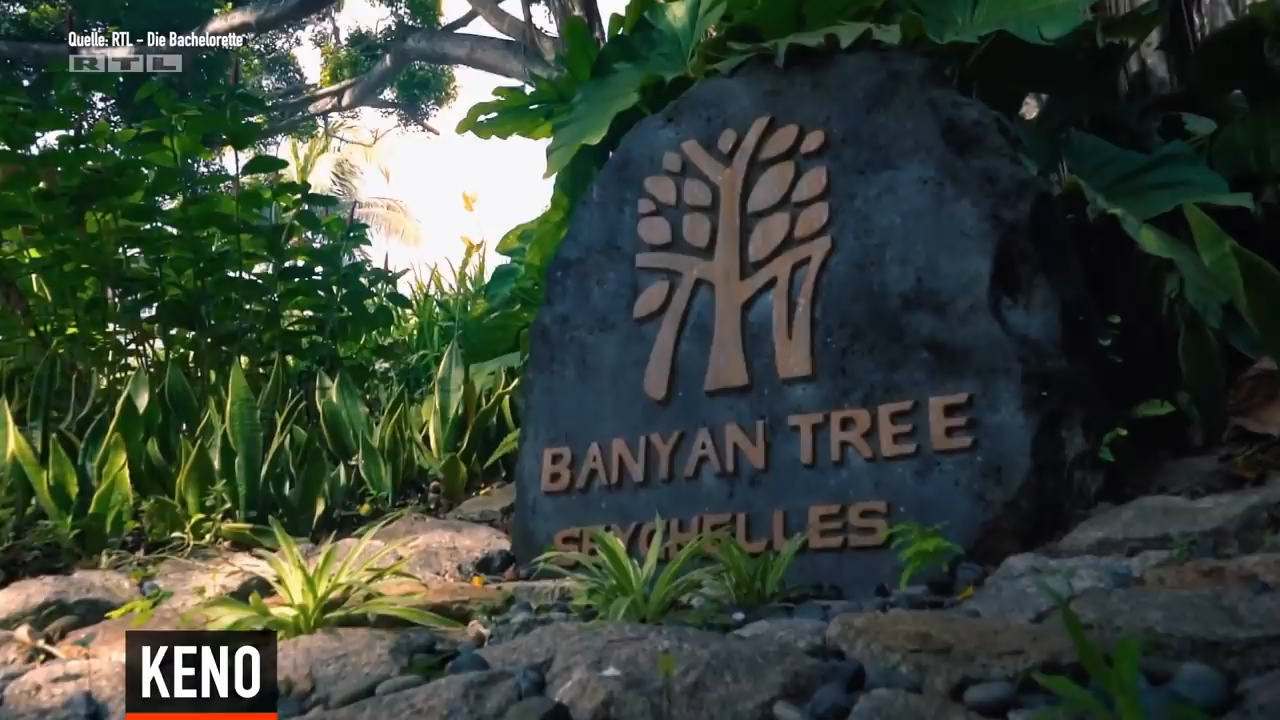 Quelle: RTL – Die Bachelorette
RTL
BANYAN TREE
SEYCHELLES
KENO